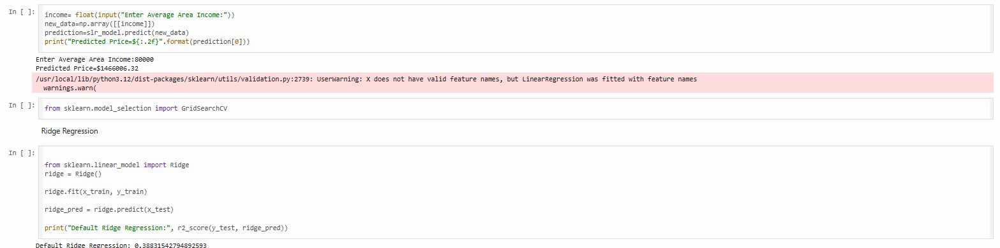 In [ ]:
income= float(input("Enter Average Area Income:"))
new_data=np.array([[income]])
prediction=slr_model.predict(new_data)
print("Predicted Price=${:.2f}".format(prediction[0]))
Enter Average Area Income:80000
Predicted Price=$1466006.32
/usr/local/lib/python3.12/dist-packages/sklearn/utils/validation.py:2739: UserWarning: X does not have valid feature names, but LinearRegression was fitted with feature names
  warnings.warn(
In [ ]:
from sklearn.model_selection import GridSearchCV
Ridge Regression
In [ ]:
from sklearn.linear_model import Ridge
ridge = Ridge()
ridge.fit(x_train, y_train)
ridge_pred = ridge.predict(x_test)
print("Default Ridge Regression:", r2_score(y_test, ridge_pred))
Default Ridge Regression: 0.38831542794892593